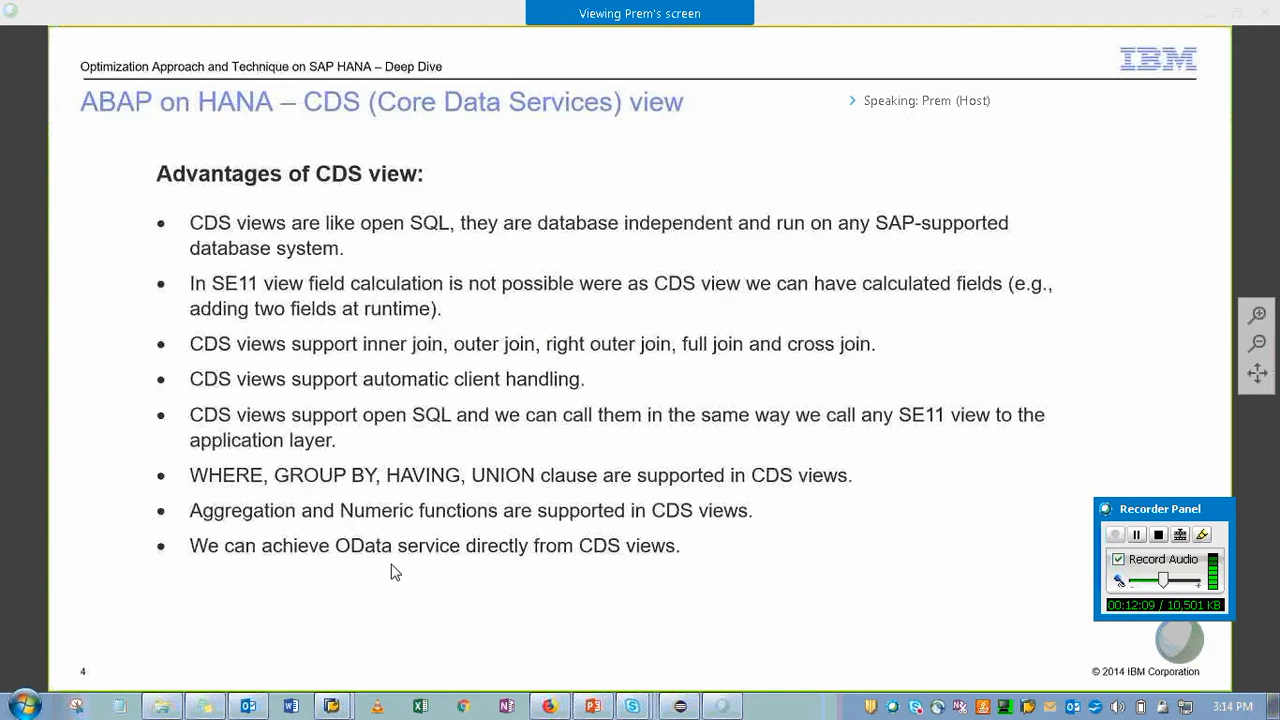 Viewing Prem's screen
Optimization Approach and Technique on SAP HANA – Deep Dive
IBM
ABAP on HANA – CDS (Core Data Services) view
Speaking: Prem (Host)
Advantages of CDS view:
• CDS views are like open SQL, they are database independent and run on any SAP-supported
database system.
• In SE11 view field calculation is not possible were as CDS view we can have calculated fields (e.g.,
adding two fields at runtime).
• CDS views support inner join, outer join, right outer join, full join and cross join.
• CDS views support automatic client handling.
• CDS views support open SQL and we can call them in the same way we call any SE11 view to the
application layer.
• WHERE, GROUP BY, HAVING, UNION clause are supported in CDS views.
• Aggregation and Numeric functions are supported in CDS views.
• We can achieve OData service directly from CDS views.
Recorder Panel
Record Audio
00:12:09 / 10,501 KB
4
© 2014 IBM Corporation
3:14 PM